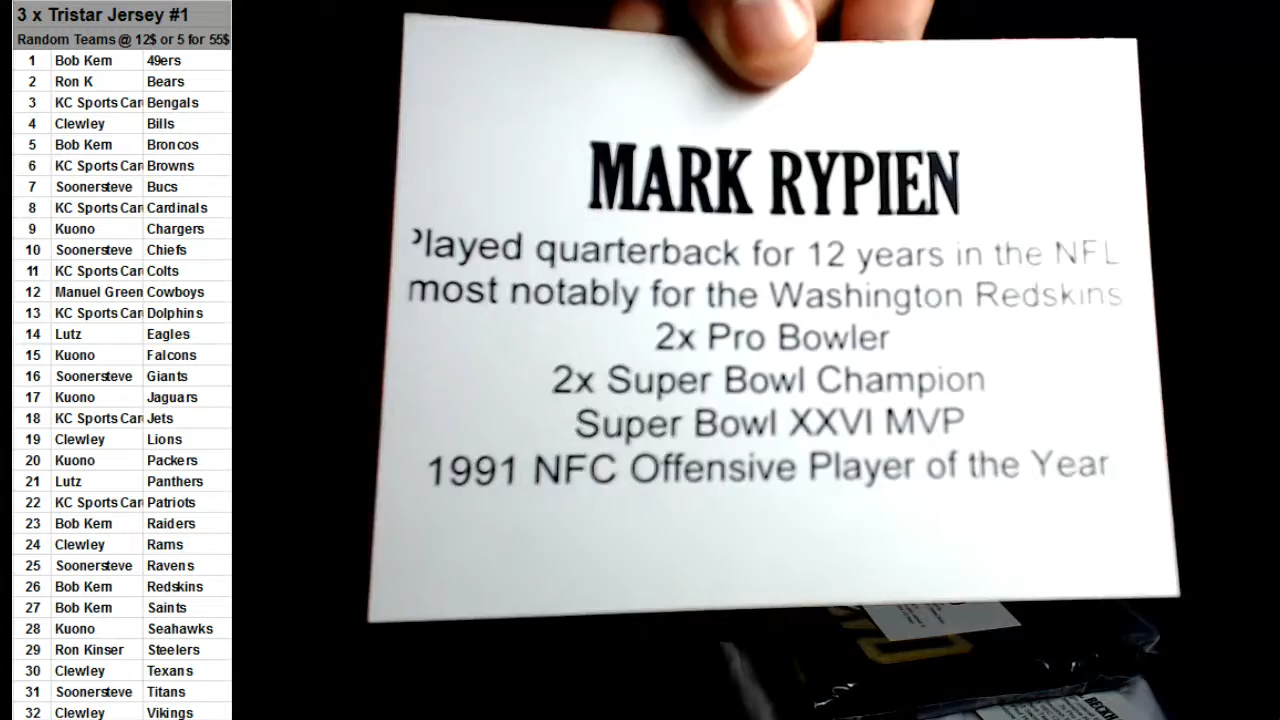 3 x Tristar Jersey #1
Random Teams @ 12$ or 5 for 55$
1 Bob Kern 49ers
2 Ron K Bears
3 KC Sports Car Bengals
4 Clewley Bills
5 Bob Kern Broncos
6 KC Sports Car Browns
7 Soonersteve Bucs
8 KC Sports Car Cardinals
9 Kuono Chargers
10 Soonersteve Chiefs
11 KC Sports Car Colts
12 Manuel Green Cowboys
13 KC Sports Car Dolphins
14 Lutz Eagles
15 Kuono Falcons
16 Soonersteve Giants
17 Kuono Jaguars
18 KC Sports Car Jets
19 Clewley Lions
20 Kuono Packers
21 Lutz Panthers
22 KC Sports Car Patriots
23 Bob Kern Raiders
24 Clewley Rams
25 Soonersteve Ravens
26 Bob Kern Redskins
27 Bob Kern Saints
28 Kuono Seahawks
29 Ron Kinser Steelers
30 Clewley Texans
31 Soonersteve Titans
32 Clewley Vikings
MARK RYPIEN
Played quarterback for 12 years in the NFL
most notably for the Washington Redskins
2x Pro Bowler
2x Super Bowl Champion
Super Bowl XXVI MVP
1991 NFC Offensive Player of the Year